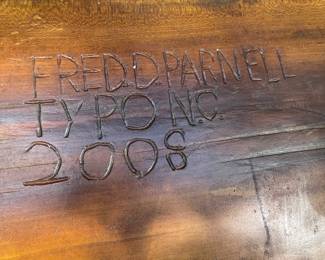 FRED.D PARNELL
TYPO N.C.
2008